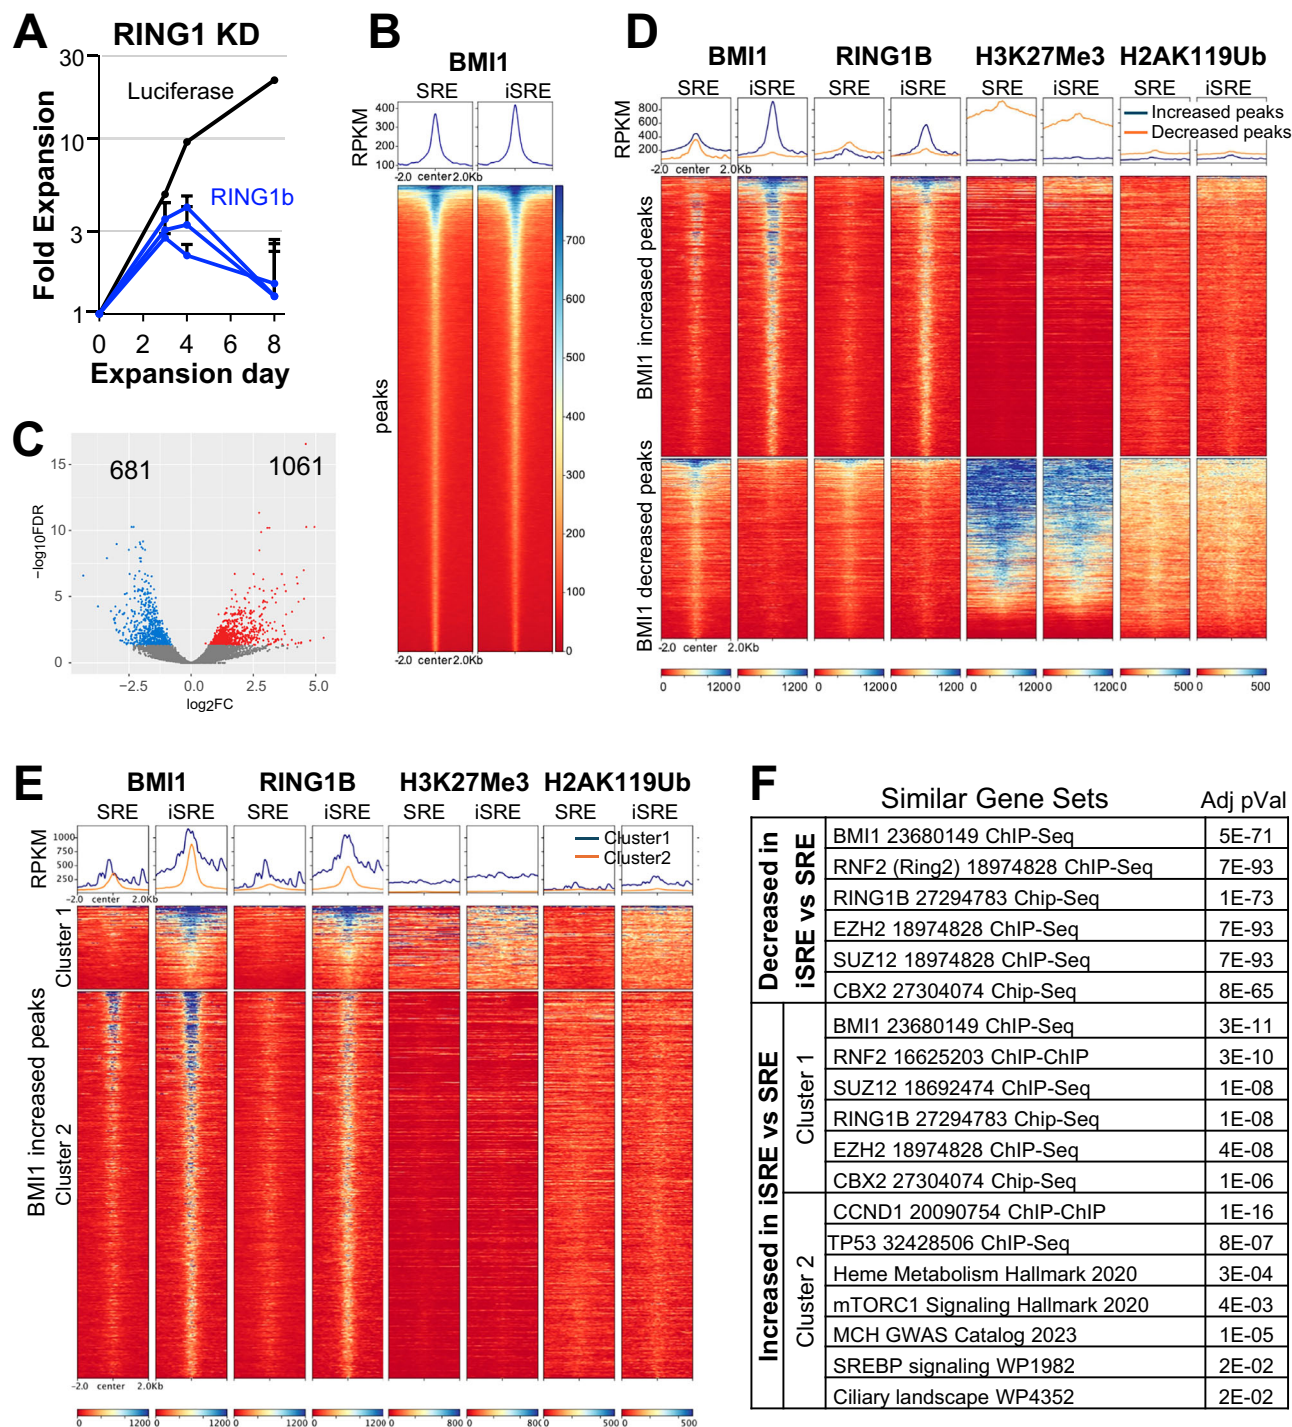 A
RING1 KD
30
10
3
1
Fold Expansion
Luciferase
RING1b
0 2 4 6 8
Expansion day
B
BMI1
SRE iSRE
RPKM
400
300
200
100
-2.0 center 2.0Kb
peaks
700
600
500
400
300
200
100
0
-2.0 center 2.0Kb
C
681 1061
15
10
5
0
−log10FDR
−2.5 0.0 2.5 5.0
log2FC
D
BMI1 RING1B H3K27Me3 H2AK119Ub
SRE iSRE SRE iSRE SRE iSRE SRE iSRE
RPKM
800
600
400
200
Increased peaks
Decreased peaks
-2.0 center 2.0Kb
BMI1 increased peaks
BMI1 decreased peaks
-2.0 center 2.0Kb
0 1200 0 1200 0 1200 0 1200 0 1200 0 1200 0 500 0 500
E
BMI1 RING1B H3K27Me3 H2AK119Ub
SRE iSRE SRE iSRE SRE iSRE SRE iSRE
RPKM
1000
750
500
250
Cluster1
Cluster2
-2.0 center 2.0Kb
BMI1 increased peaks
Cluster 1
Cluster 2
-2.0 center 2.0Kb
0 1200 0 1200 0 1200 0 1200 0 800 0 800 0 500 0 500
F
Similar Gene Sets Adj pVal
Decreased in
iSRE vs SRE
BMI1 23680149 ChIP-Seq 5E-71
RNF2 (Ring2) 18974828 ChIP-Seq 7E-93
RING1B 27294783 Chip-Seq 1E-73
EZH2 18974828 ChIP-Seq 7E-93
SUZ12 18974828 ChIP-Seq 7E-93
CBX2 27304074 Chip-Seq 8E-65
Increased in iSRE vs SRE
Cluster 1
BMI1 23680149 ChIP-Seq 3E-11
RNF2 16625203 ChIP-ChIP 3E-10
SUZ12 18692474 ChIP-Seq 1E-08
RING1B 27294783 Chip-Seq 1E-08
EZH2 18974828 ChIP-Seq 4E-08
CBX2 27304074 Chip-Seq 1E-06
Cluster 2
CCND1 20090754 ChIP-ChIP 1E-16
TP53 32428506 ChIP-Seq 8E-07
Heme Metabolism Hallmark 2020 3E-04
mTORC1 Signaling Hallmark 2020 4E-03
MCH GWAS Catalog 2023 1E-05
SREBP signaling WP1982 2E-02
Ciliary landscape WP4352 2E-02